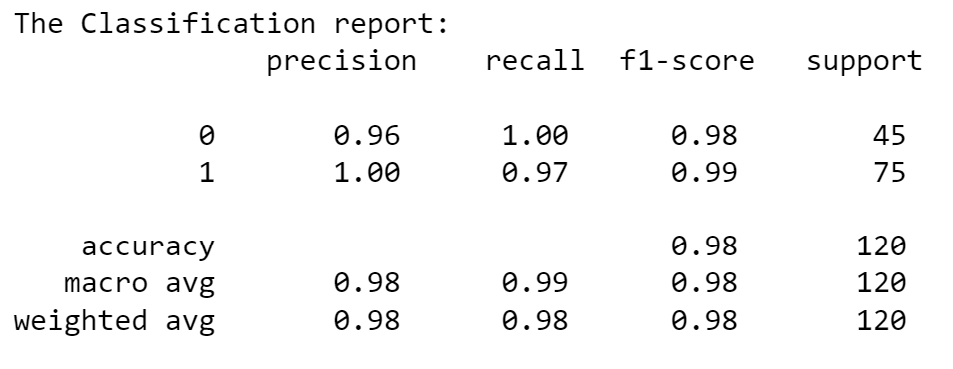 The Classification report:
precision recall f1-score support
0 0.96 1.00 0.98 45
1 1.00 0.97 0.99 75
accuracy 0.98 120
macro avg 0.98 0.99 0.98 120
weighted avg 0.98 0.98 0.98 120